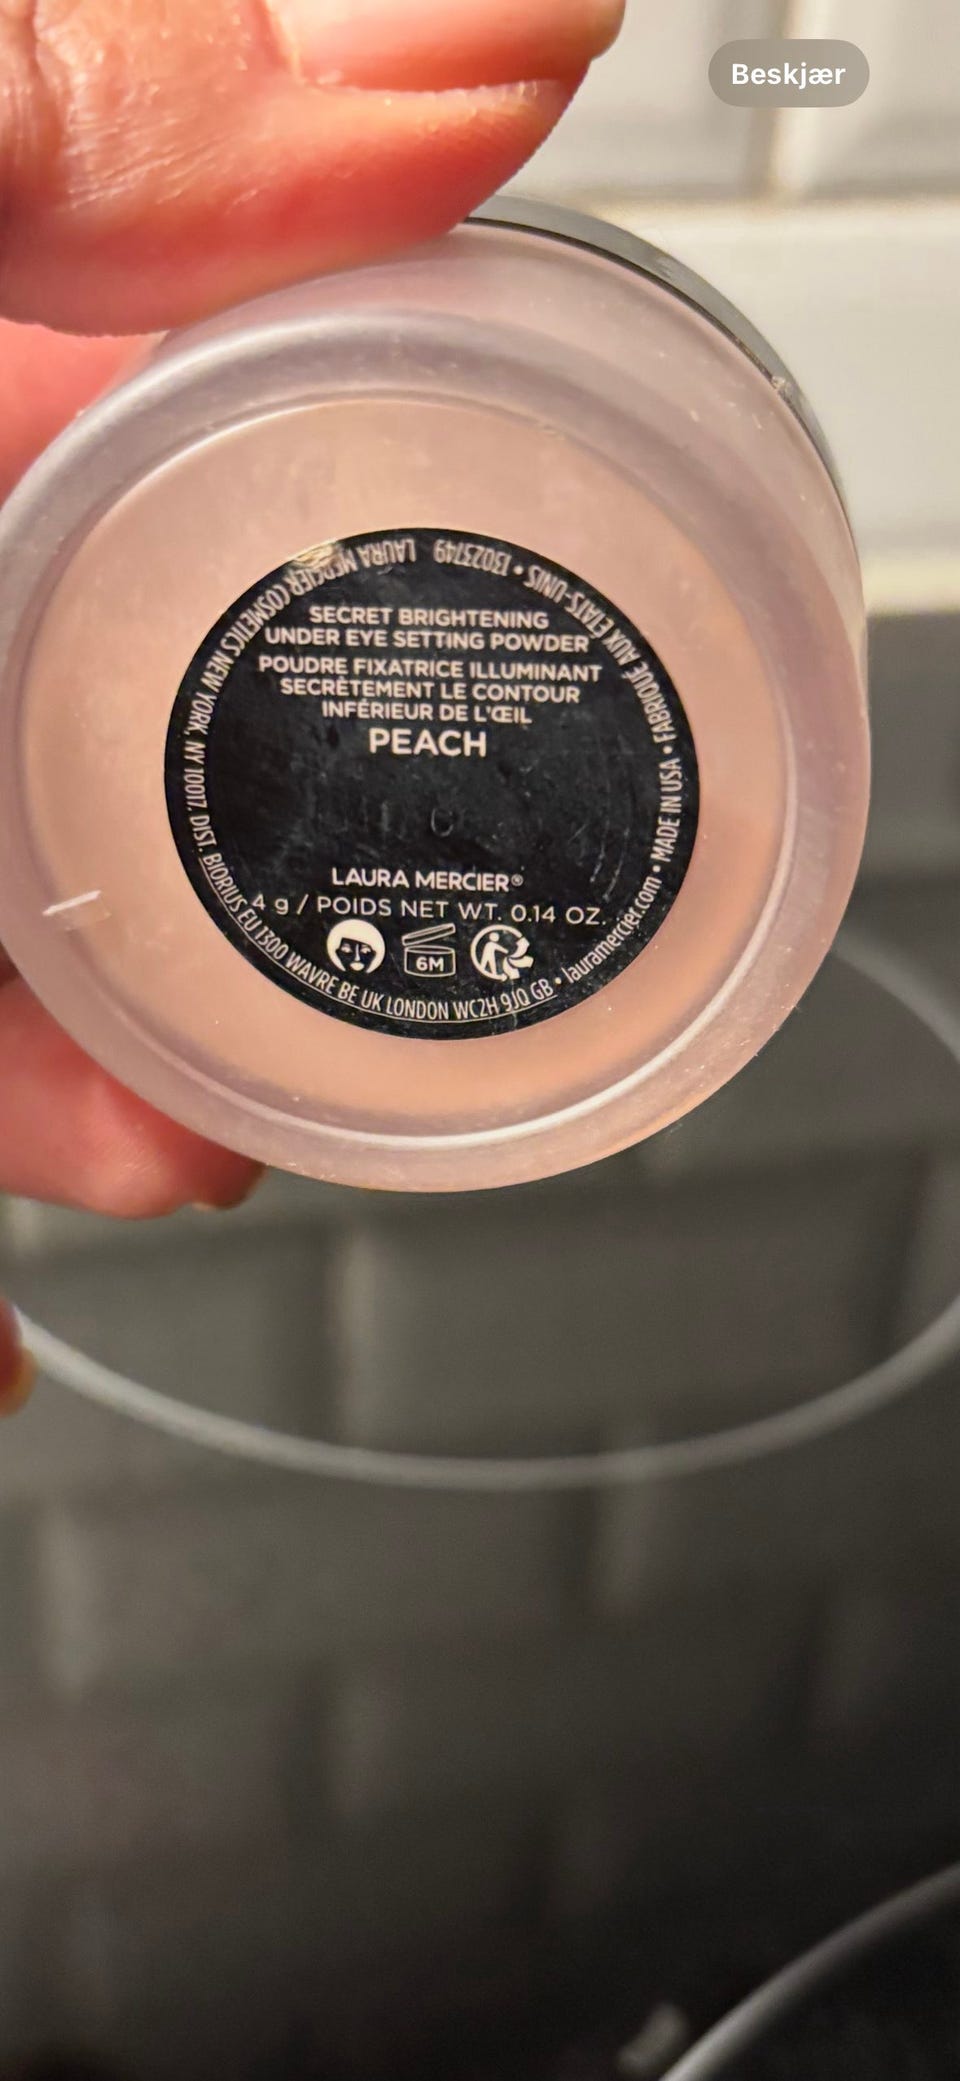 Beskjær
SECRET BRIGHTENING
UNDER EYE SETTING POWDER
POUDRE FIXATRICE ILLUMINANT
SECRÈTEMENT LE CONTOUR
INFÉRIEUR DE L'ŒIL
PEACH
LAURA MERCIER®
4 g / POIDS NET WT. 0.14 OZ.
6M
LAURA MERCIER COSMETICS NEW YORK, NY 10017. DIST. BIORIUS EU 1300 WAVRE BE UK LONDON WC2H 9JQ GB • lauramercier.com • MADE IN USA • FABRIQUÉ AUX ÉTATS-UNIS • 13023749